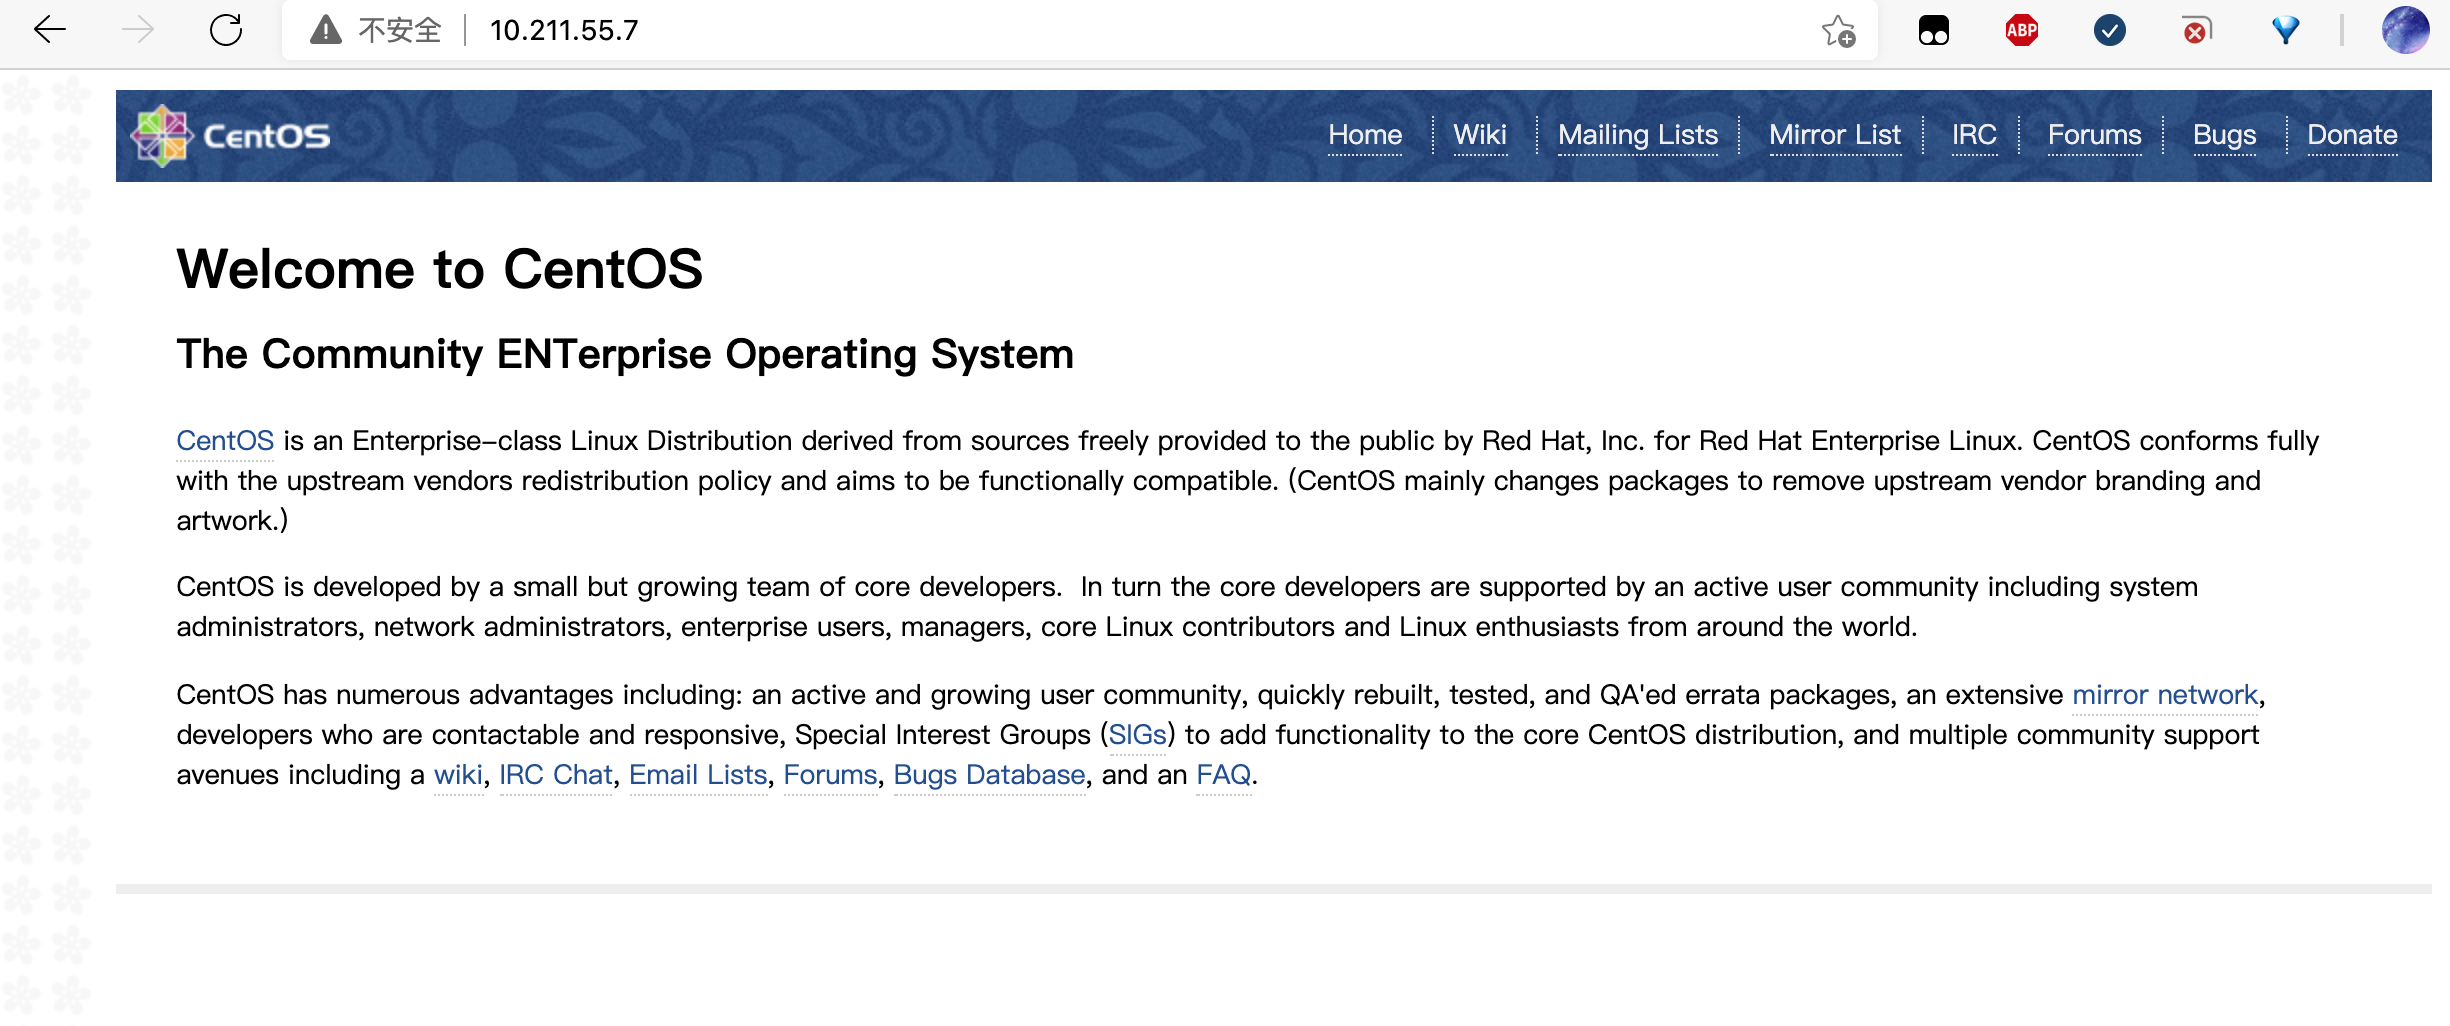 不安全 10.211.55.7
ABP
CentOS Home Wiki Mailing Lists Mirror List IRC Forums Bugs Donate
Welcome to CentOS
The Community ENTerprise Operating System
CentOS is an Enterprise-class Linux Distribution derived from sources freely provided to the public by Red Hat, Inc. for Red Hat Enterprise Linux. CentOS conforms fully
with the upstream vendors redistribution policy and aims to be functionally compatible. (CentOS mainly changes packages to remove upstream vendor branding and
artwork.)
CentOS is developed by a small but growing team of core developers.  In turn the core developers are supported by an active user community including system
administrators, network administrators, enterprise users, managers, core Linux contributors and Linux enthusiasts from around the world.
CentOS has numerous advantages including: an active and growing user community, quickly rebuilt, tested, and QA'ed errata packages, an extensive mirror network,
developers who are contactable and responsive, Special Interest Groups (SIGs) to add functionality to the core CentOS distribution, and multiple community support
avenues including a wiki, IRC Chat, Email Lists, Forums, Bugs Database, and an FAQ.